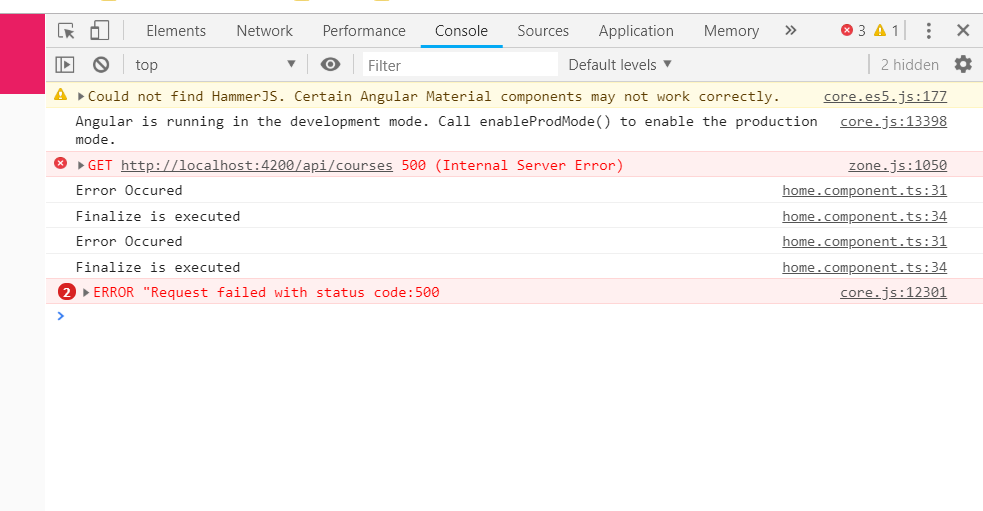 Elements Network Performance Console Sources Application Memory » 3 1
top Filter Default levels 2 hidden
Could not find HammerJS. Certain Angular Material components may not work correctly. core.es5.js:177
Angular is running in the development mode. Call enableProdMode() to enable the production core.js:13398
mode.
GET http://localhost:4200/api/courses 500 (Internal Server Error) zone.js:1050
Error Occured home.component.ts:31
Finalize is executed home.component.ts:34
Error Occured home.component.ts:31
Finalize is executed home.component.ts:34
2 ERROR "Request failed with status code:500 core.js:12301
>